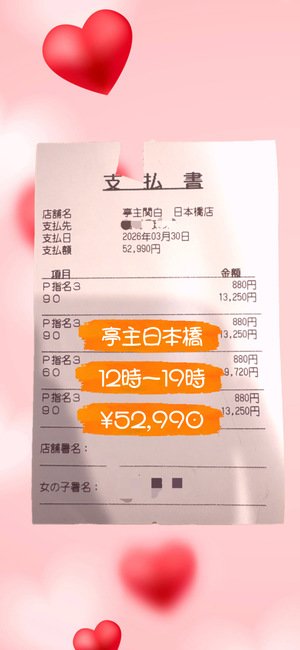 支 払 書
店舗名 亭主関白 日本橋店
支払先
支払日 2026年03月30日
支払額 52,990円
項目 金額
P指名3 880円
90 13,250円
P指名3 880円
90 13,250円
亭主日本橋
P指名3 880円
60 9,720円
12時ー19時
P指名3 880円
90 13,250円
¥52,990
店舗署名：
女の子署名：